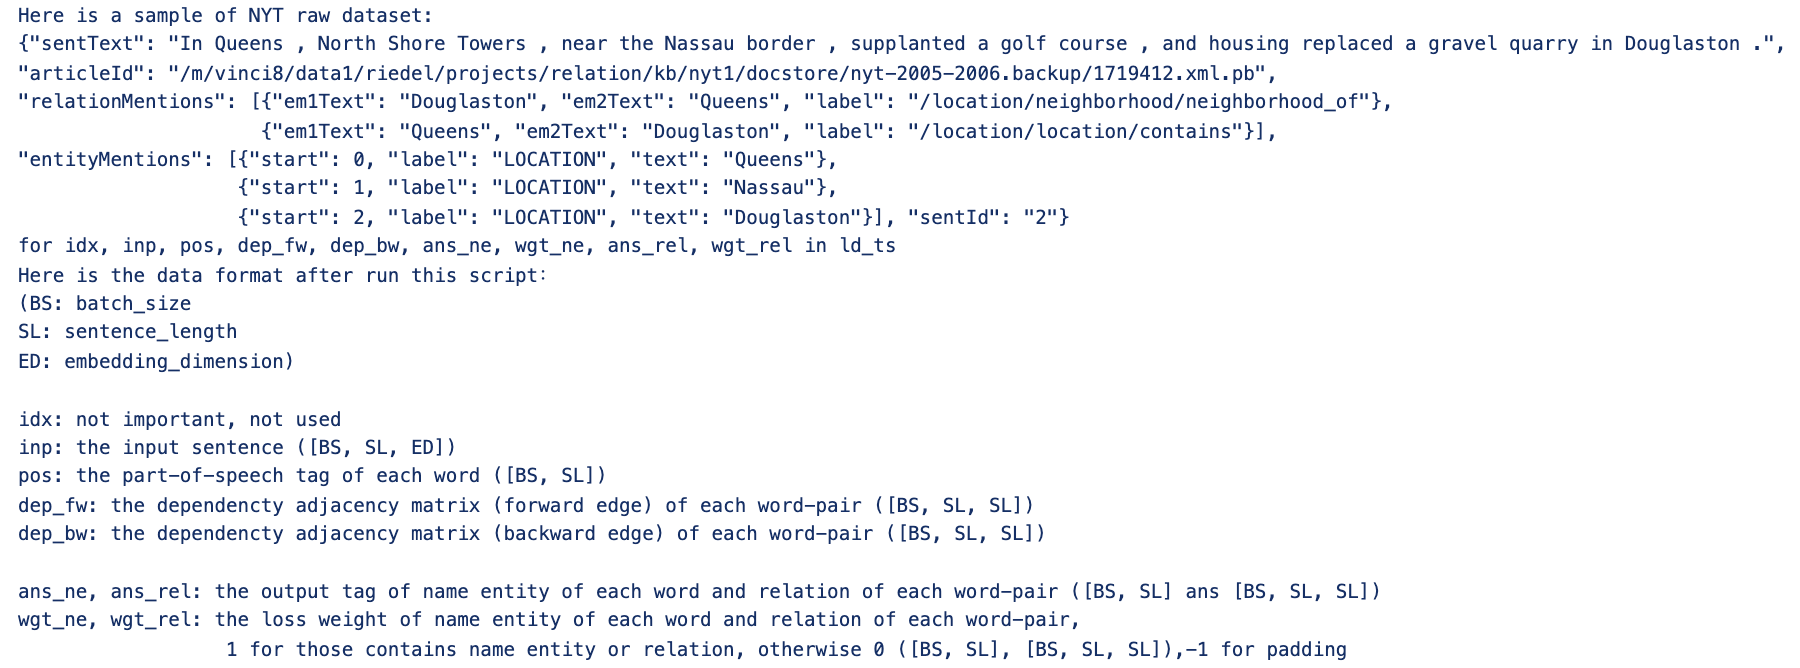 Here is a sample of NYT raw dataset:
{"sentText": "In Queens , North Shore Towers , near the Nassau border , supplanted a golf course , and housing replaced a gravel quarry in Douglaston .",
"articleId": "/m/vinci8/data1/riedel/projects/relation/kb/nyt1/docstore/nyt-2005-2006.backup/1719412.xml.pb",
"relationMentions": [{"em1Text": "Douglaston", "em2Text": "Queens", "label": "/location/neighborhood/neighborhood_of"},
{"em1Text": "Queens", "em2Text": "Douglaston", "label": "/location/location/contains"}],
"entityMentions": [{"start": 0, "label": "LOCATION", "text": "Queens"},
{"start": 1, "label": "LOCATION", "text": "Nassau"},
{"start": 2, "label": "LOCATION", "text": "Douglaston"}], "sentId": "2"}
for idx, inp, pos, dep_fw, dep_bw, ans_ne, wgt_ne, ans_rel, wgt_rel in ld_ts
Here is the data format after run this script:
(BS: batch_size
SL: sentence_length
ED: embedding_dimension)
idx: not important, not used
inp: the input sentence ([BS, SL, ED])
pos: the part-of-speech tag of each word ([BS, SL])
dep_fw: the dependencty adjacency matrix (forward edge) of each word-pair ([BS, SL, SL])
dep_bw: the dependencty adjacency matrix (backward edge) of each word-pair ([BS, SL, SL])
ans_ne, ans_rel: the output tag of name entity of each word and relation of each word-pair ([BS, SL] ans [BS, SL, SL])
wgt_ne, wgt_rel: the loss weight of name entity of each word and relation of each word-pair,
1 for those contains name entity or relation, otherwise 0 ([BS, SL], [BS, SL, SL]),-1 for padding